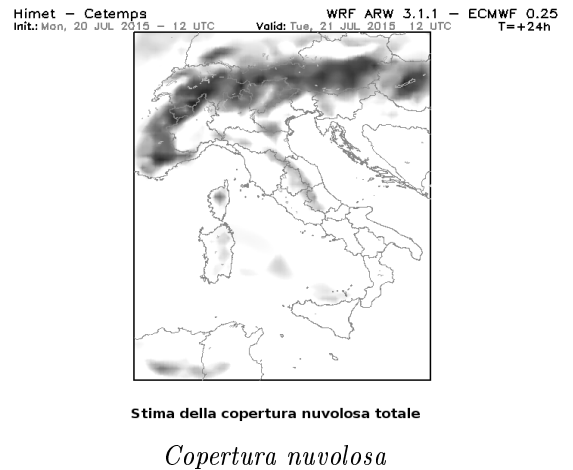 Himet – Cetemps WRF ARW 3.1.1 – ECMWF 0.25
Init.: Mon, 20 JUL 2015 – 12 UTC Valid: Tue, 21 JUL 2015 12 UTC T=+24h
Stima della copertura nuvolosa totale
Copertura nuvolosa